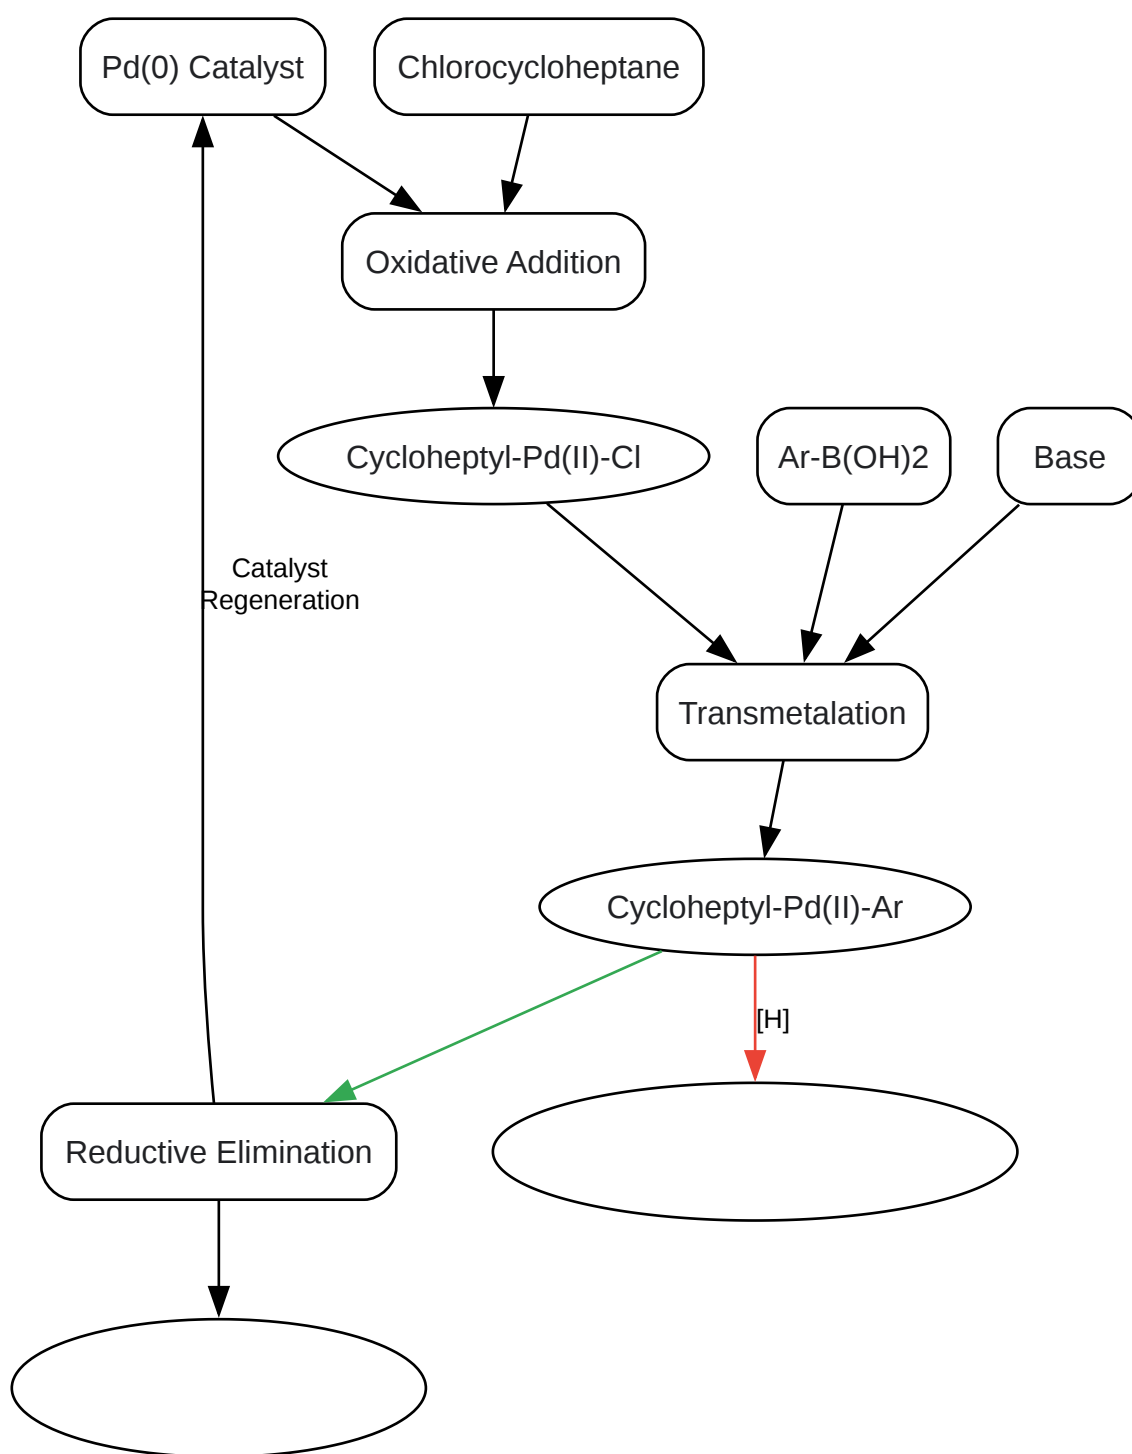 Pd(0) Catalyst
Chlorocycloheptane
Oxidative Addition
Cycloheptyl-Pd(II)-Cl
Ar-B(OH)2
Base
Catalyst
Regeneration
Transmetalation
Cycloheptyl-Pd(II)-Ar
[H]
Reductive Elimination